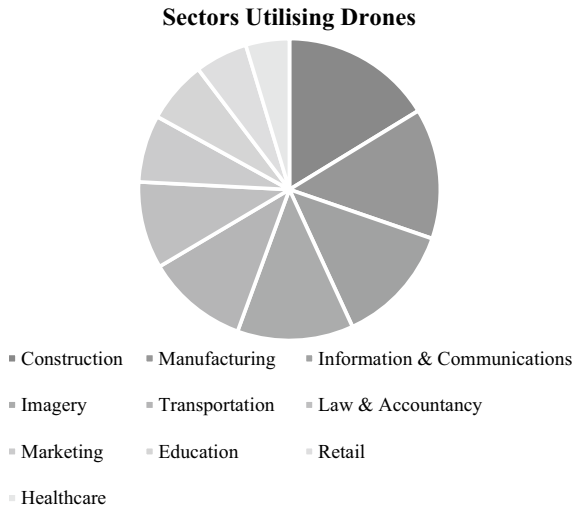 Sectors Utilising Drones
Construction Manufacturing Information & Communications
Imagery Transportation Law & Accountancy
Marketing Education Retail
Healthcare